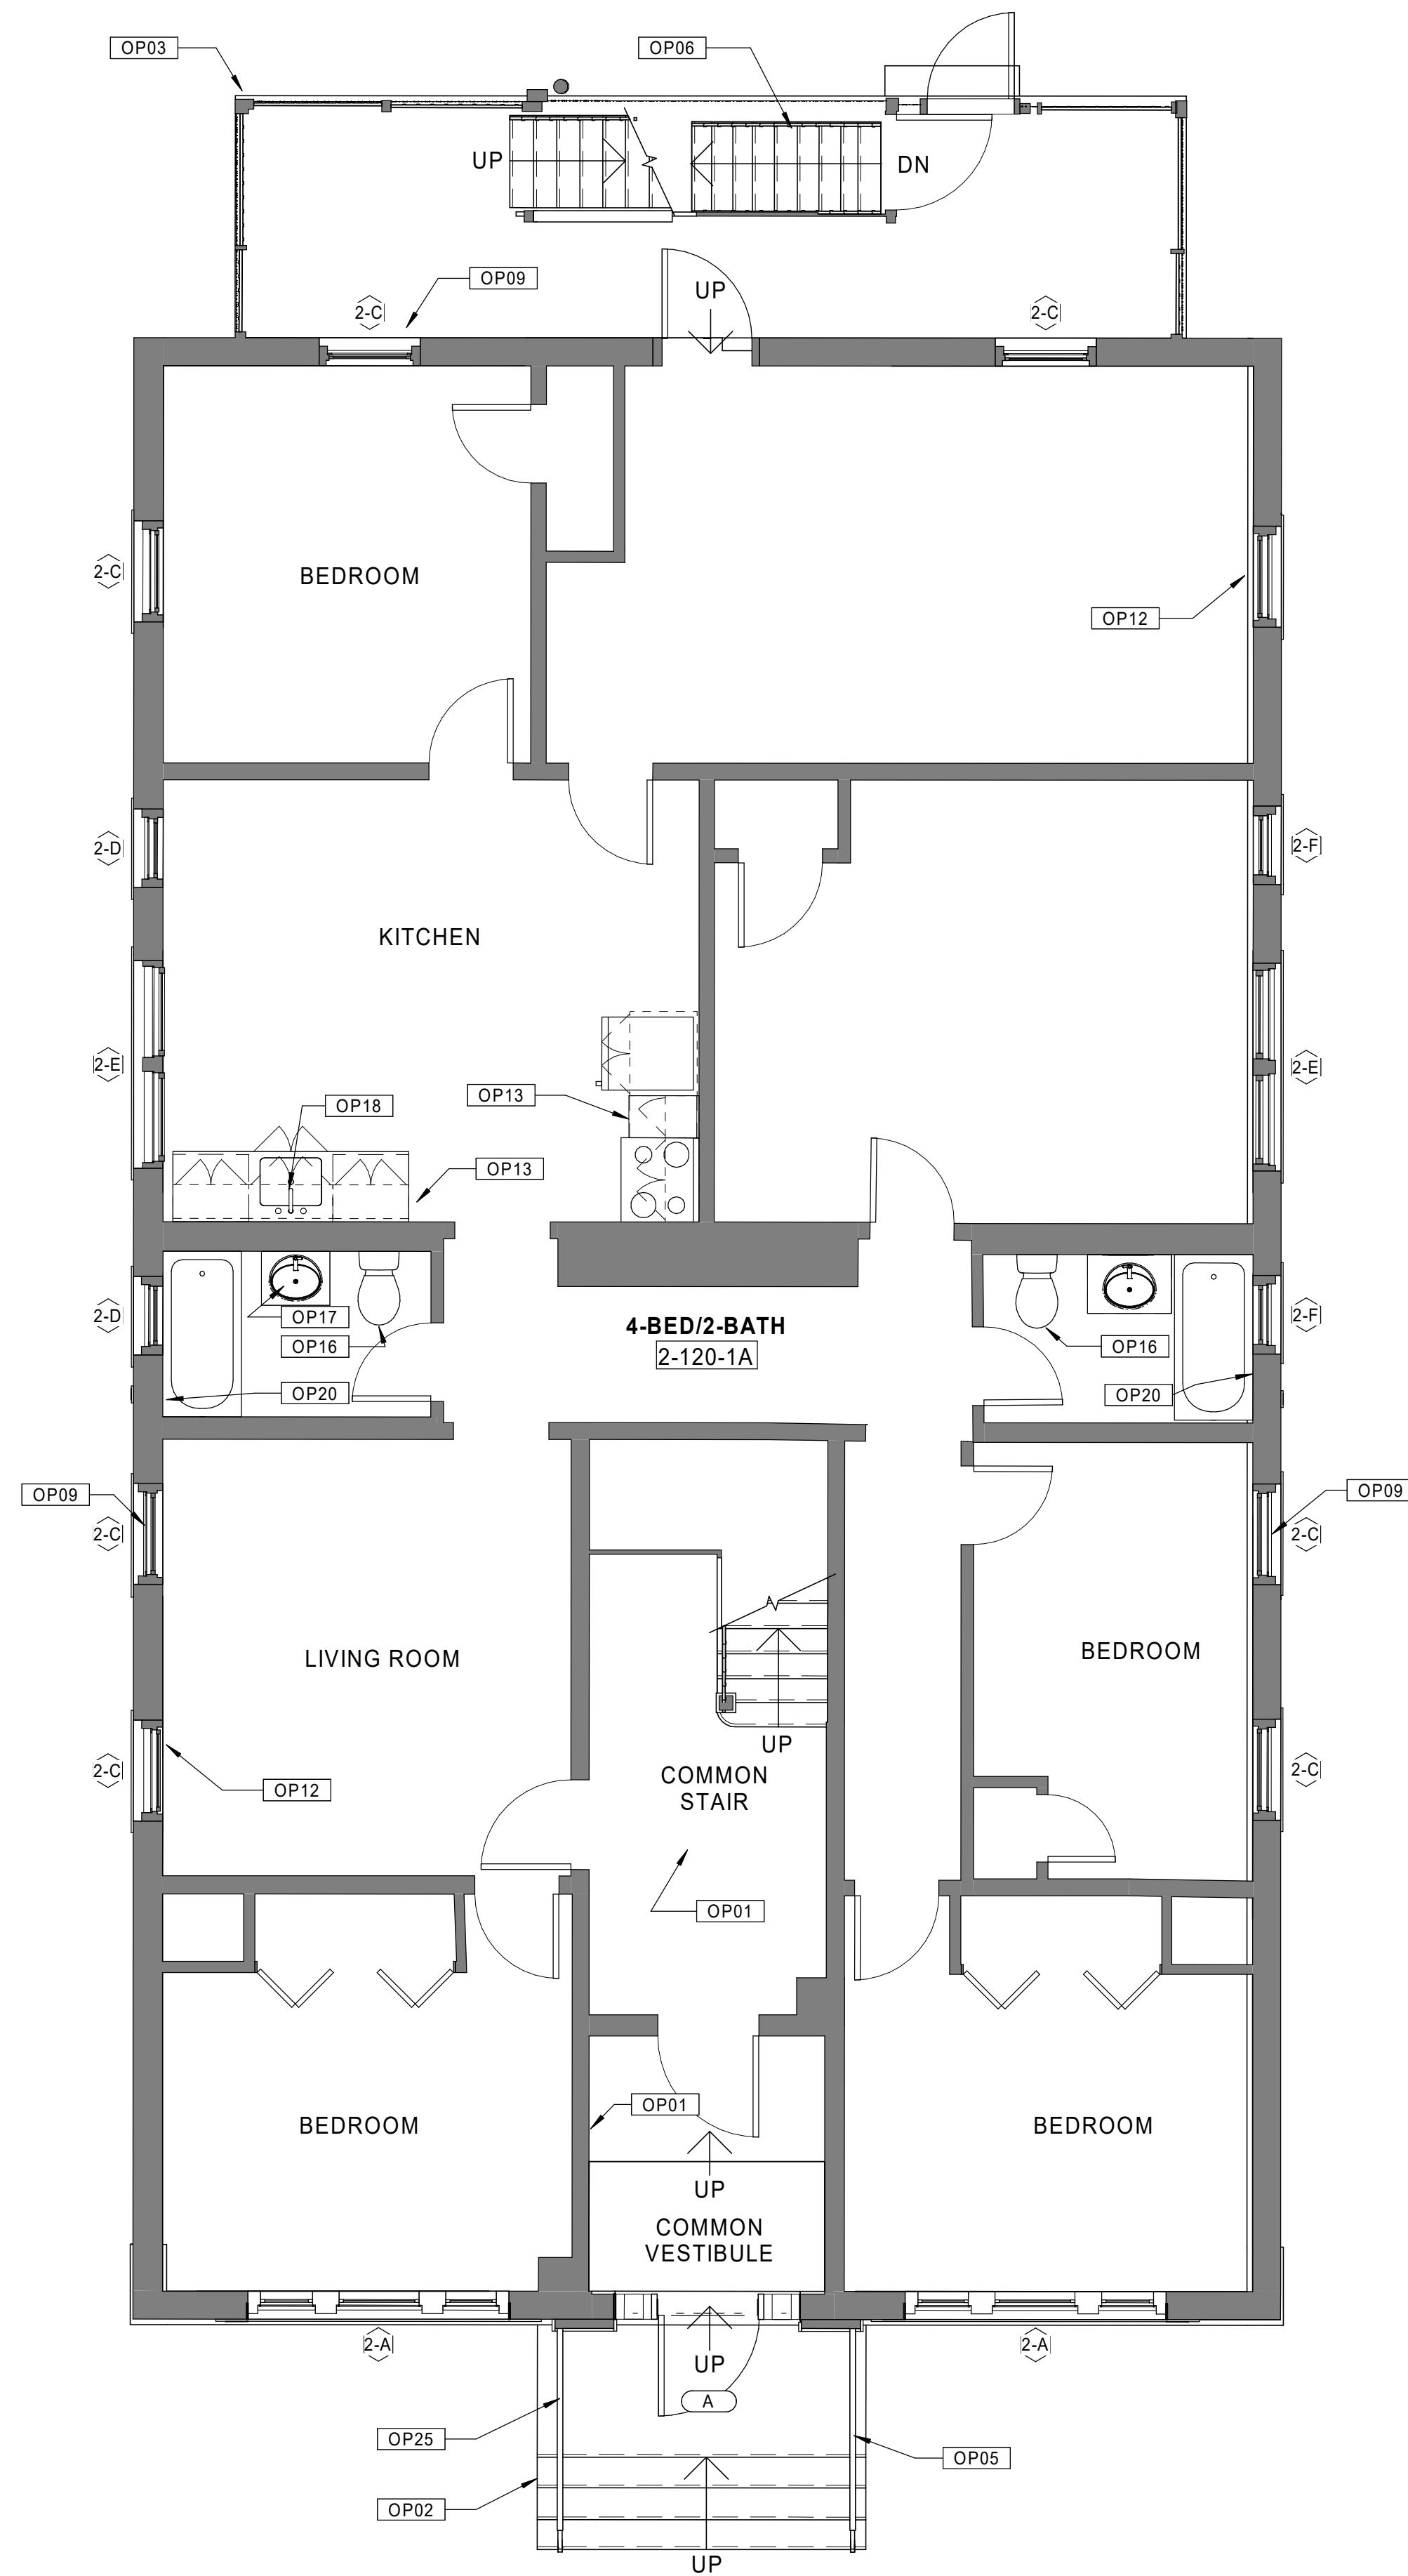 OP03
OP06
UP
DN
OP09
2-C
UP
2-C
BEDROOM
2-C
OP12
2-D
2-F
KITCHEN
2-E
2-E
OP13
OP18
OP13
2-D
OP17
2-F
4-BED/2-BATH
OP16
OP16
2-120-1A
OP20
OP20
OP09
OP09
2-C
2-C
LIVING ROOM
BEDROOM
UP
2-C
2-C
COMMON
STAIR
OP12
OP01
OP01
BEDROOM
BEDROOM
UP
COMMON
VESTIBULE
2-A
2-A
UP
A
OP25
OP05
OP02
UP